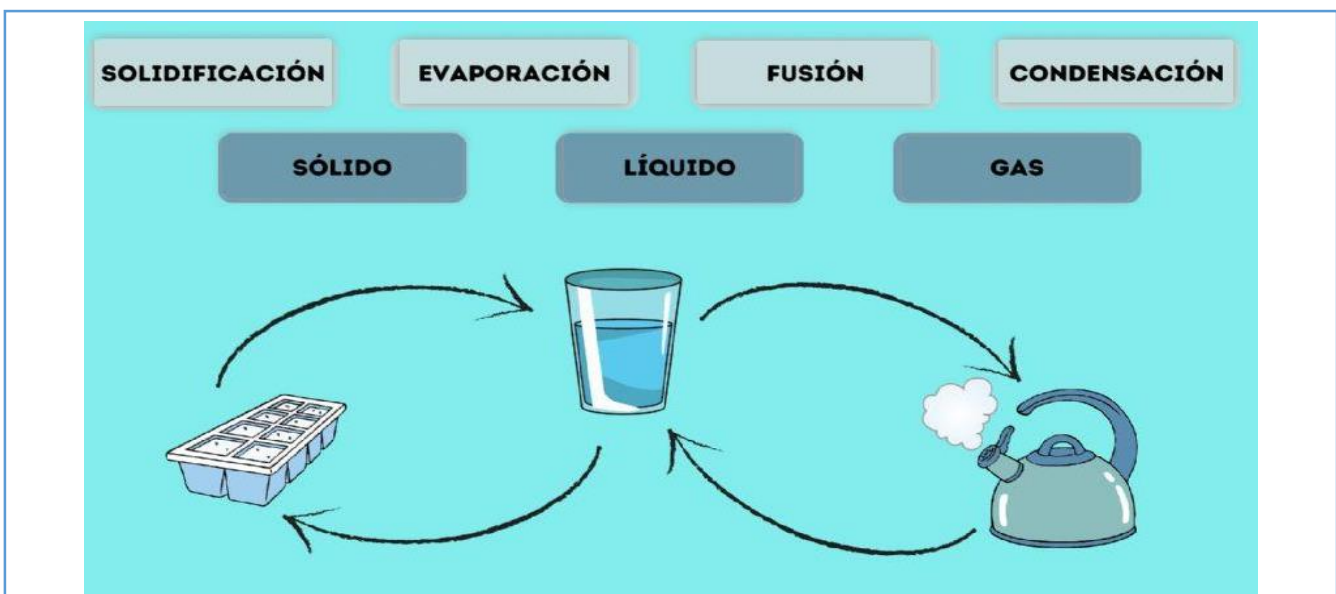 SOLIDIFICACIÓN EVAPORACIÓN FUSIÓN CONDENSACIÓN
SÓLIDO LÍQUIDO GAS